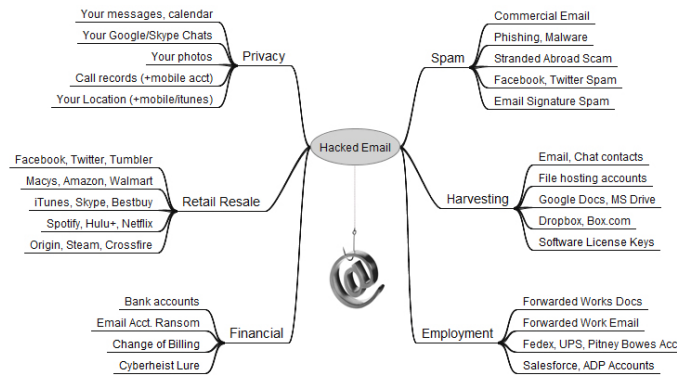 Hacked Email
Privacy
Your messages, calendar
Your Google/Skype Chats
Your photos
Call records (+mobile acct)
Your Location (+mobile/itunes)
Retail Resale
Facebook, Twitter, Tumbler
Macys, Amazon, Walmart
iTunes, Skype, Bestbuy
Spotify, Hulu+, Netflix
Origin, Steam, Crossfire
Financial
Bank accounts
Email Acct. Ransom
Change of Billing
Cyberheist Lure
Spam
Commercial Email
Phishing, Malware
Stranded Abroad Scam
Facebook, Twitter Spam
Email Signature Spam
Harvesting
Email, Chat contacts
File hosting accounts
Google Docs, MS Drive
Dropbox, Box.com
Software License Keys
Employment
Forwarded Works Docs
Forwarded Work Email
Fedex, UPS, Pitney Bowes Acc
Salesforce, ADP Accounts
@